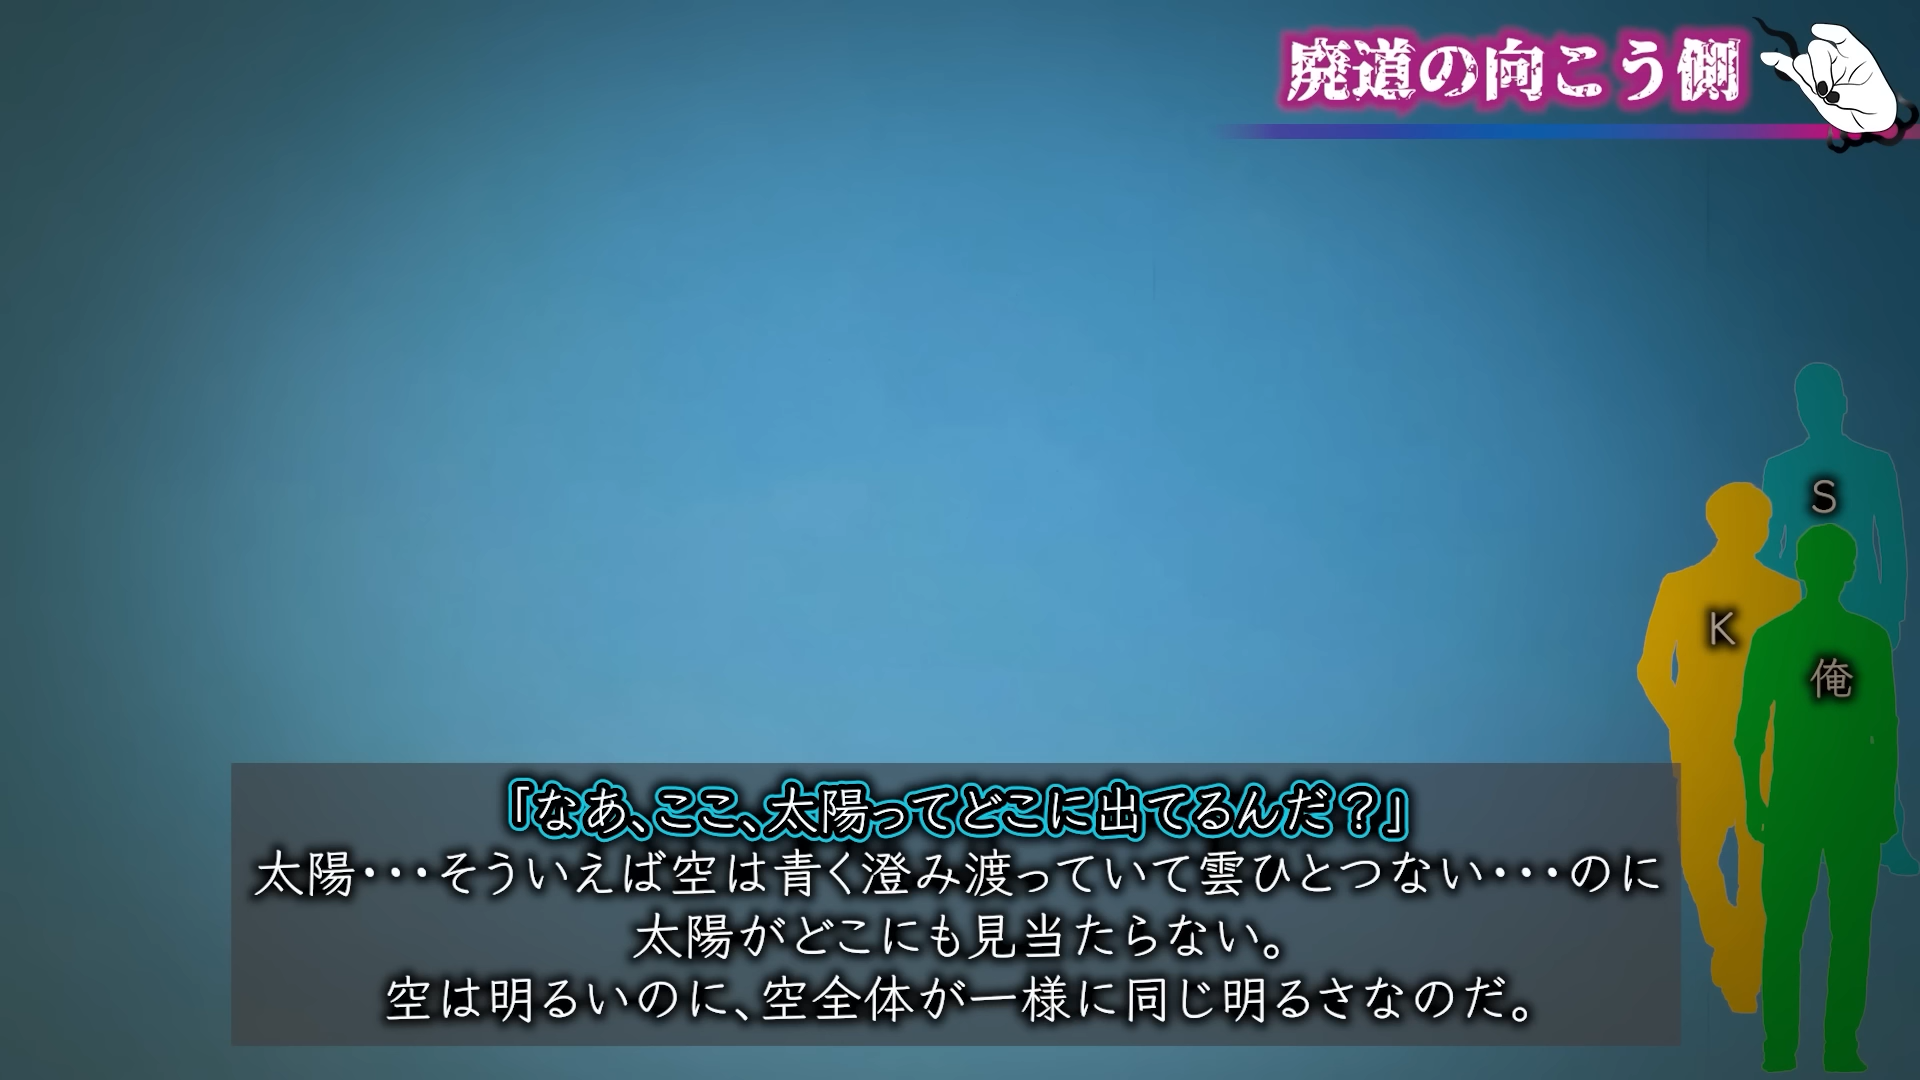 廃道の向こう側
S
K
俺
「なあ、ここ、太陽ってどこに出てるんだ？」
太陽・・・そういえば空は青く澄み渡っていて雲ひとつない・・・のに
太陽がどこにも見当たらない。
空は明るいのに、空全体が一様に同じ明るさなのだ。